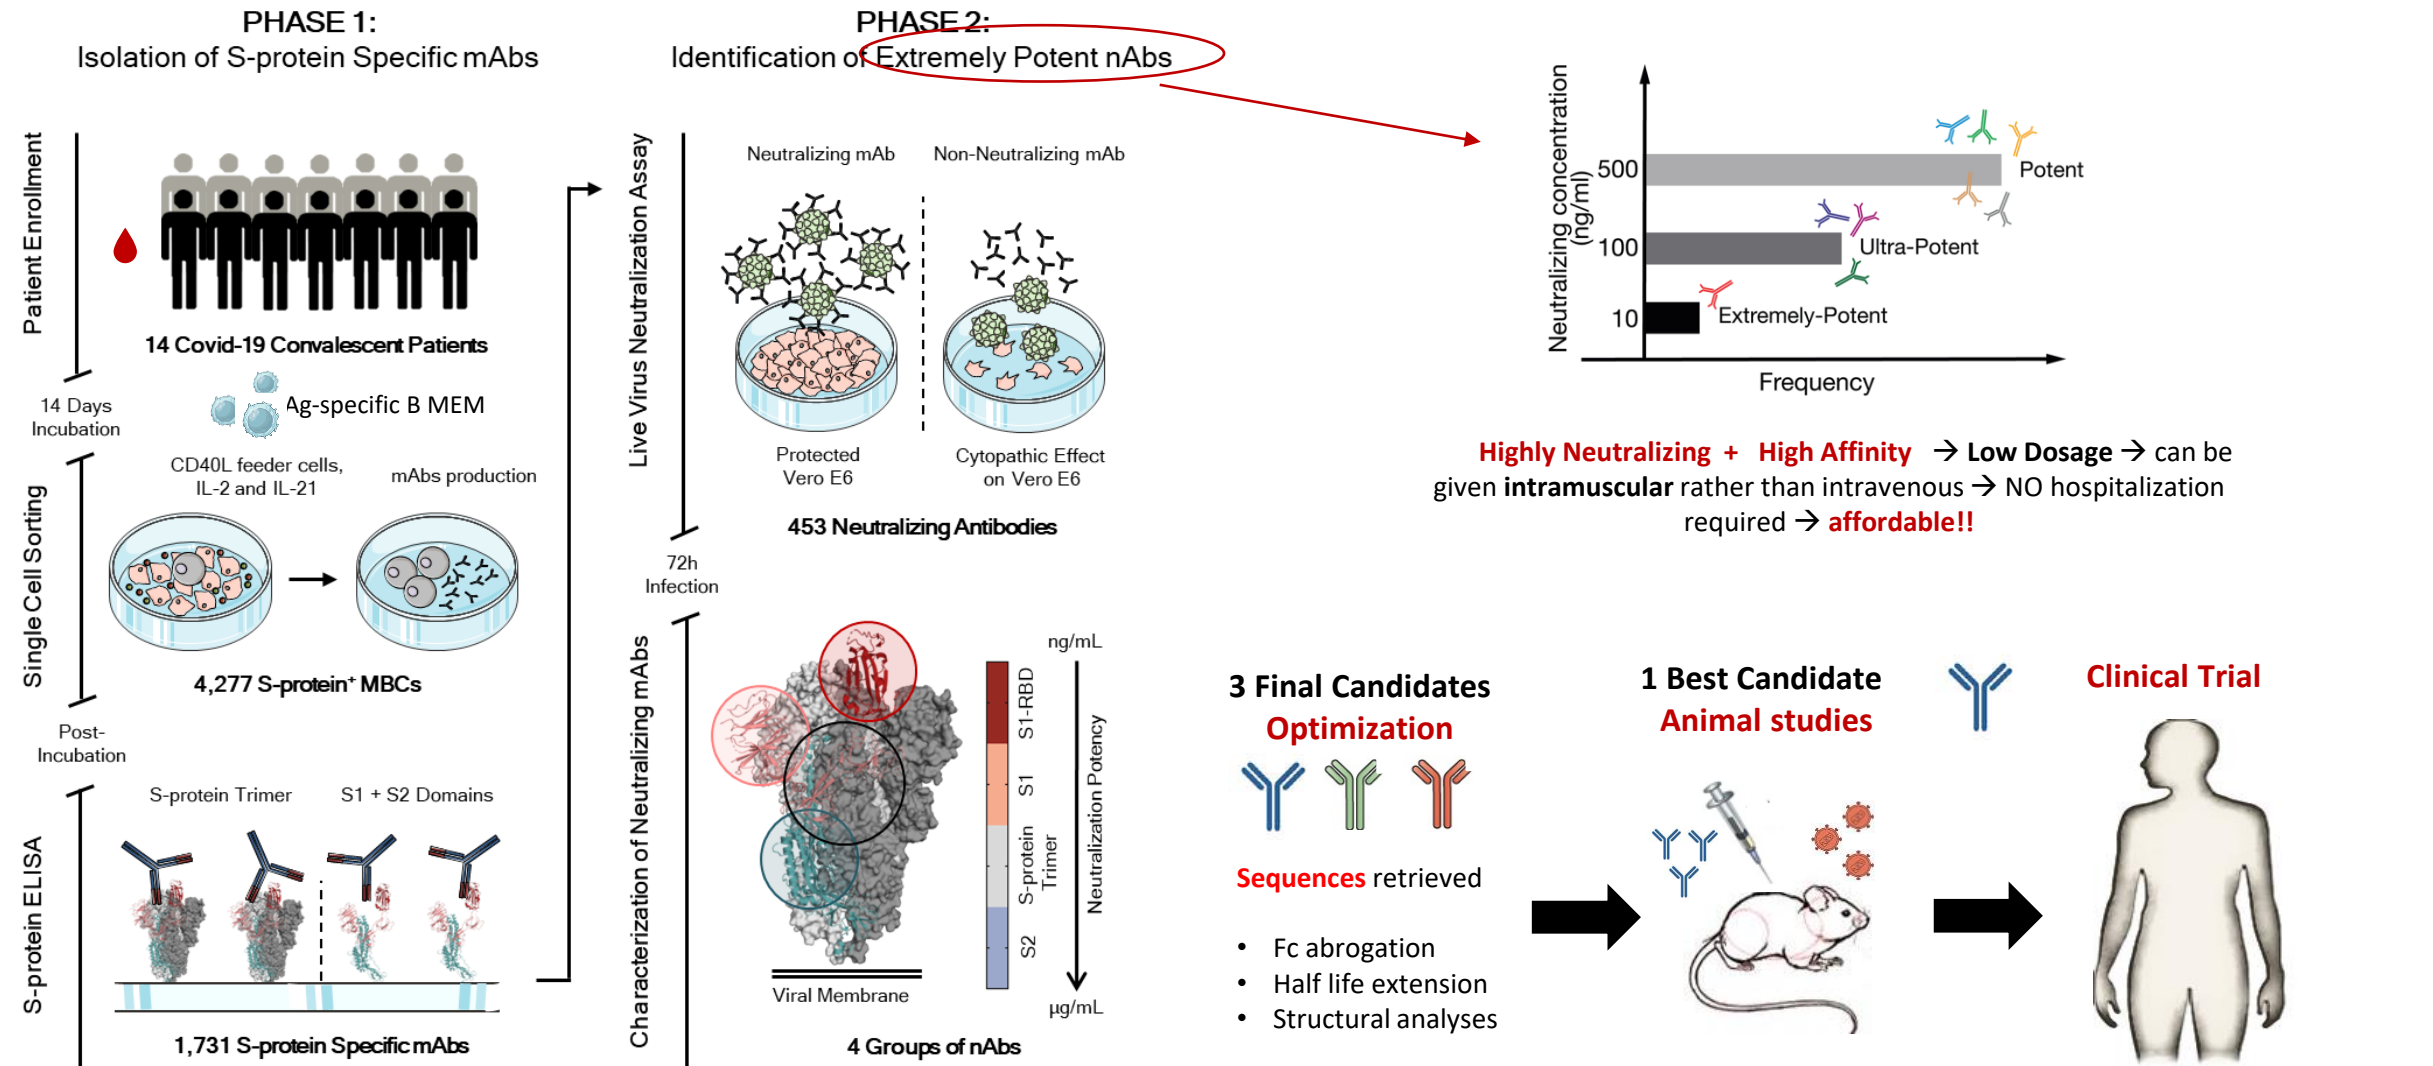 PHASE 1:
Isolation of S-protein Specific mAbs
Patient Enrollment
14 Covid-19 Convalescent Patients
14 Days
Incubation
Ag-specific B MEM
Single Cell Sorting
CD40L feeder cells,
IL-2 and IL-21
mAbs production
4,277 S-protein⁺ MBCs
Post-
Incubation
S-protein ELISA
S-protein Trimer
S1 + S2 Domains
1,731 S-protein Specific mAbs
PHASE 2:
Identification of Extremely Potent nAbs
Live Virus Neutralization Assay
Neutralizing mAb
Non-Neutralizing mAb
Protected
Vero E6
Cytopathic Effect
on Vero E6
453 Neutralizing Antibodies
72h
Infection
Characterization of Neutralizing mAbs
Viral Membrane
S1-RBD
S1
S-protein
Trimer
S2
ng/mL
Neutralization Potency
µg/mL
4 Groups of nAbs
Neutralizing concentration
(ng/ml)
500
Potent
100
Ultra-Potent
10
Extremely-Potent
Frequency
Highly Neutralizing + High Affinity → Low Dosage → can be
given intramuscular rather than intravenous → NO hospitalization
required → affordable!!
3 Final Candidates
Optimization
Sequences retrieved
• Fc abrogation
• Half life extension
• Structural analyses
1 Best Candidate
Animal studies
Clinical Trial